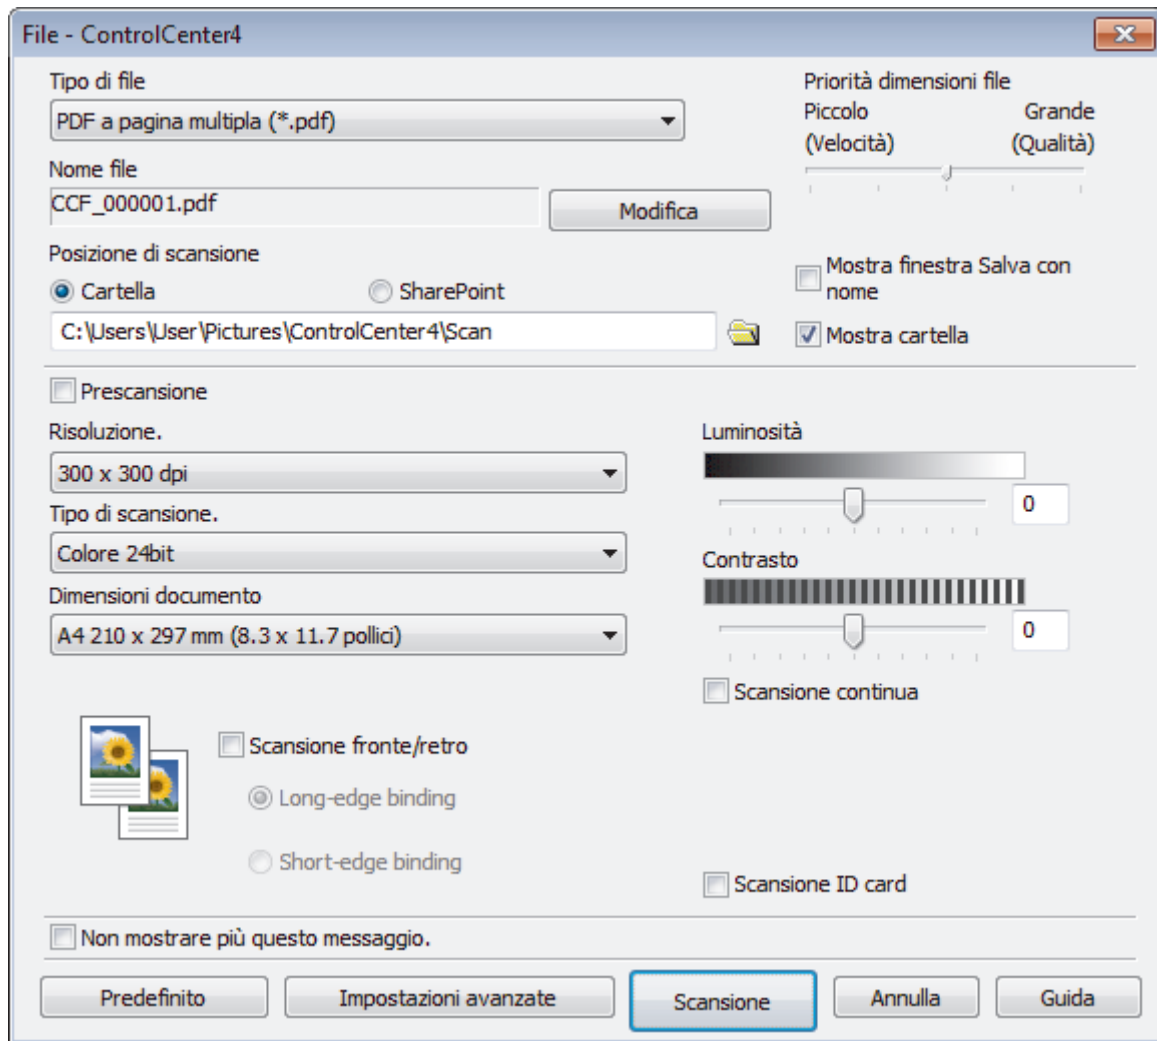 File - ControlCenter4
Tipo di file
PDF a pagina multipla (*.pdf)
Nome file
CCF_000001.pdf
Modifica
Posizione di scansione
Cartella
SharePoint
C:\Users\User\Pictures\ControlCenter4\Scan
Priorità dimensioni file
Piccolo Grande
(Velocità) (Qualità)
Mostra finestra Salva con
nome
Mostra cartella
Prescansione
Risoluzione.
300 x 300 dpi
Tipo di scansione.
Colore 24bit
Dimensioni documento
A4 210 x 297 mm (8.3 x 11.7 pollici)
Luminosità
0
Contrasto
0
Scansione continua
Scansione fronte/retro
Long-edge binding
Short-edge binding
Scansione ID card
Non mostrare più questo messaggio.
Predefinito
Impostazioni avanzate
Scansione
Annulla
Guida